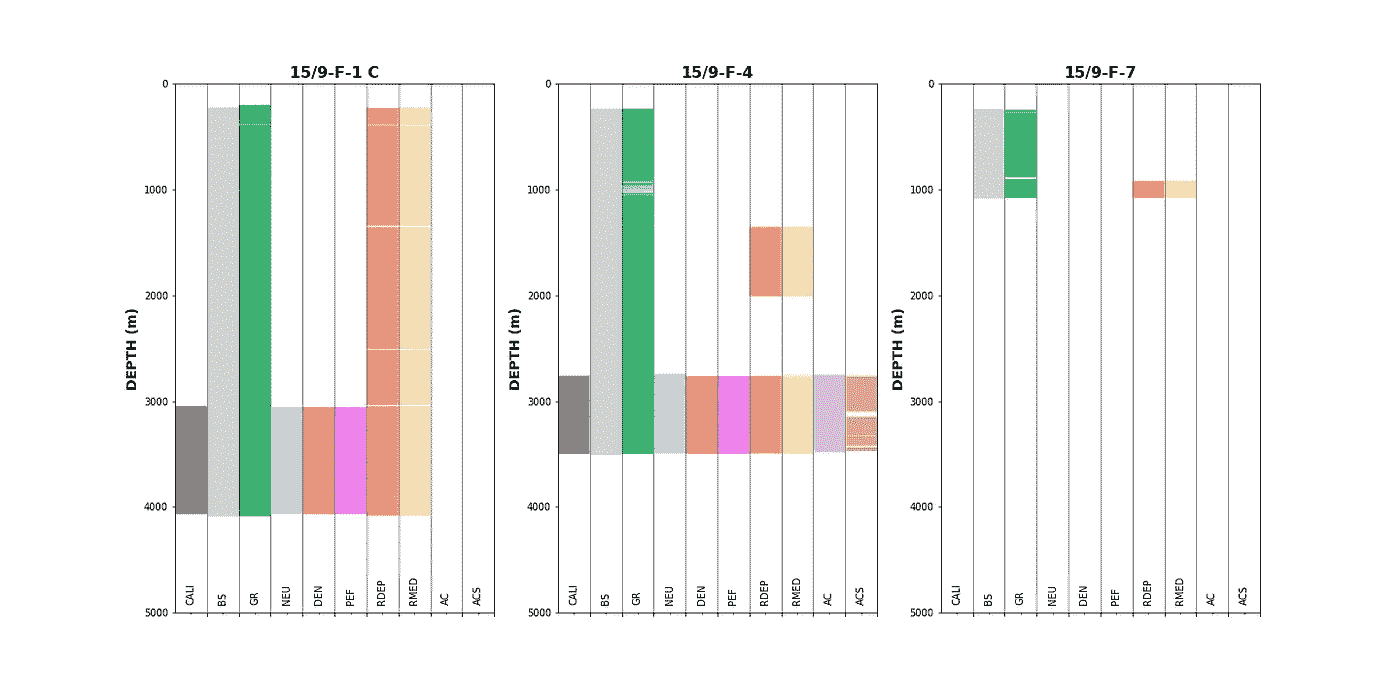 15/9-F-1 C
DEPTH (m)
0
1000
2000
3000
4000
5000
CALI
BS
GR
NEU
DEN
PEF
RDEP
RMED
AC
ACS
15/9-F-4
DEPTH (m)
0
1000
2000
3000
4000
5000
CALI
BS
GR
NEU
DEN
PEF
RDEP
RMED
AC
ACS
15/9-F-7
DEPTH (m)
0
1000
2000
3000
4000
5000
CALI
BS
GR
NEU
DEN
PEF
RDEP
RMED
AC
ACS